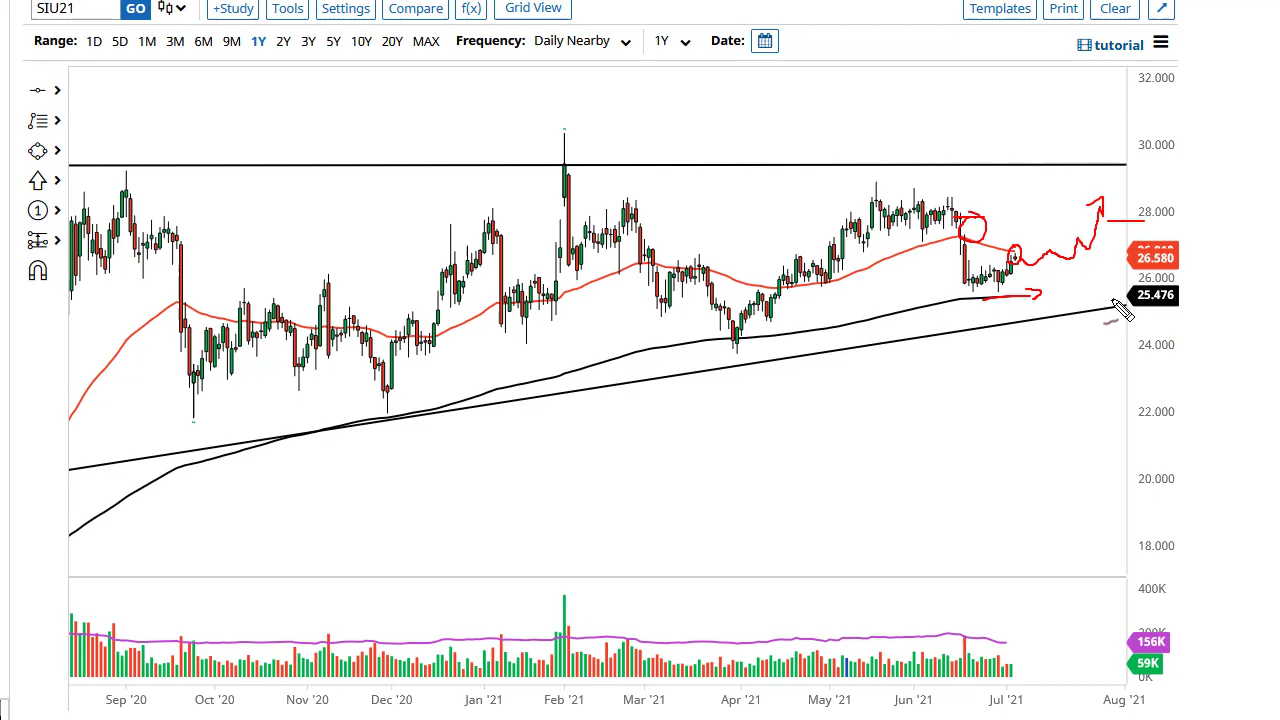 SIU21 GO +Study Tools Settings Compare f(x) Grid View Templates Print Clear
Range: 1D 5D 1M 3M 6M 9M 1Y 2Y 3Y 5Y 10Y 20Y MAX Frequency: Daily Nearby 1Y Date: tutorial
32.000
30.000
28.000
26.580
26.000
25.476
24.000
22.000
20.000
18.000
400K
156K
59K
0K
Sep '20 Oct '20 Nov '20 Dec '20 Jan '21 Feb '21 Mar '21 Apr '21 May '21 Jun '21 Jul '21 Aug '21